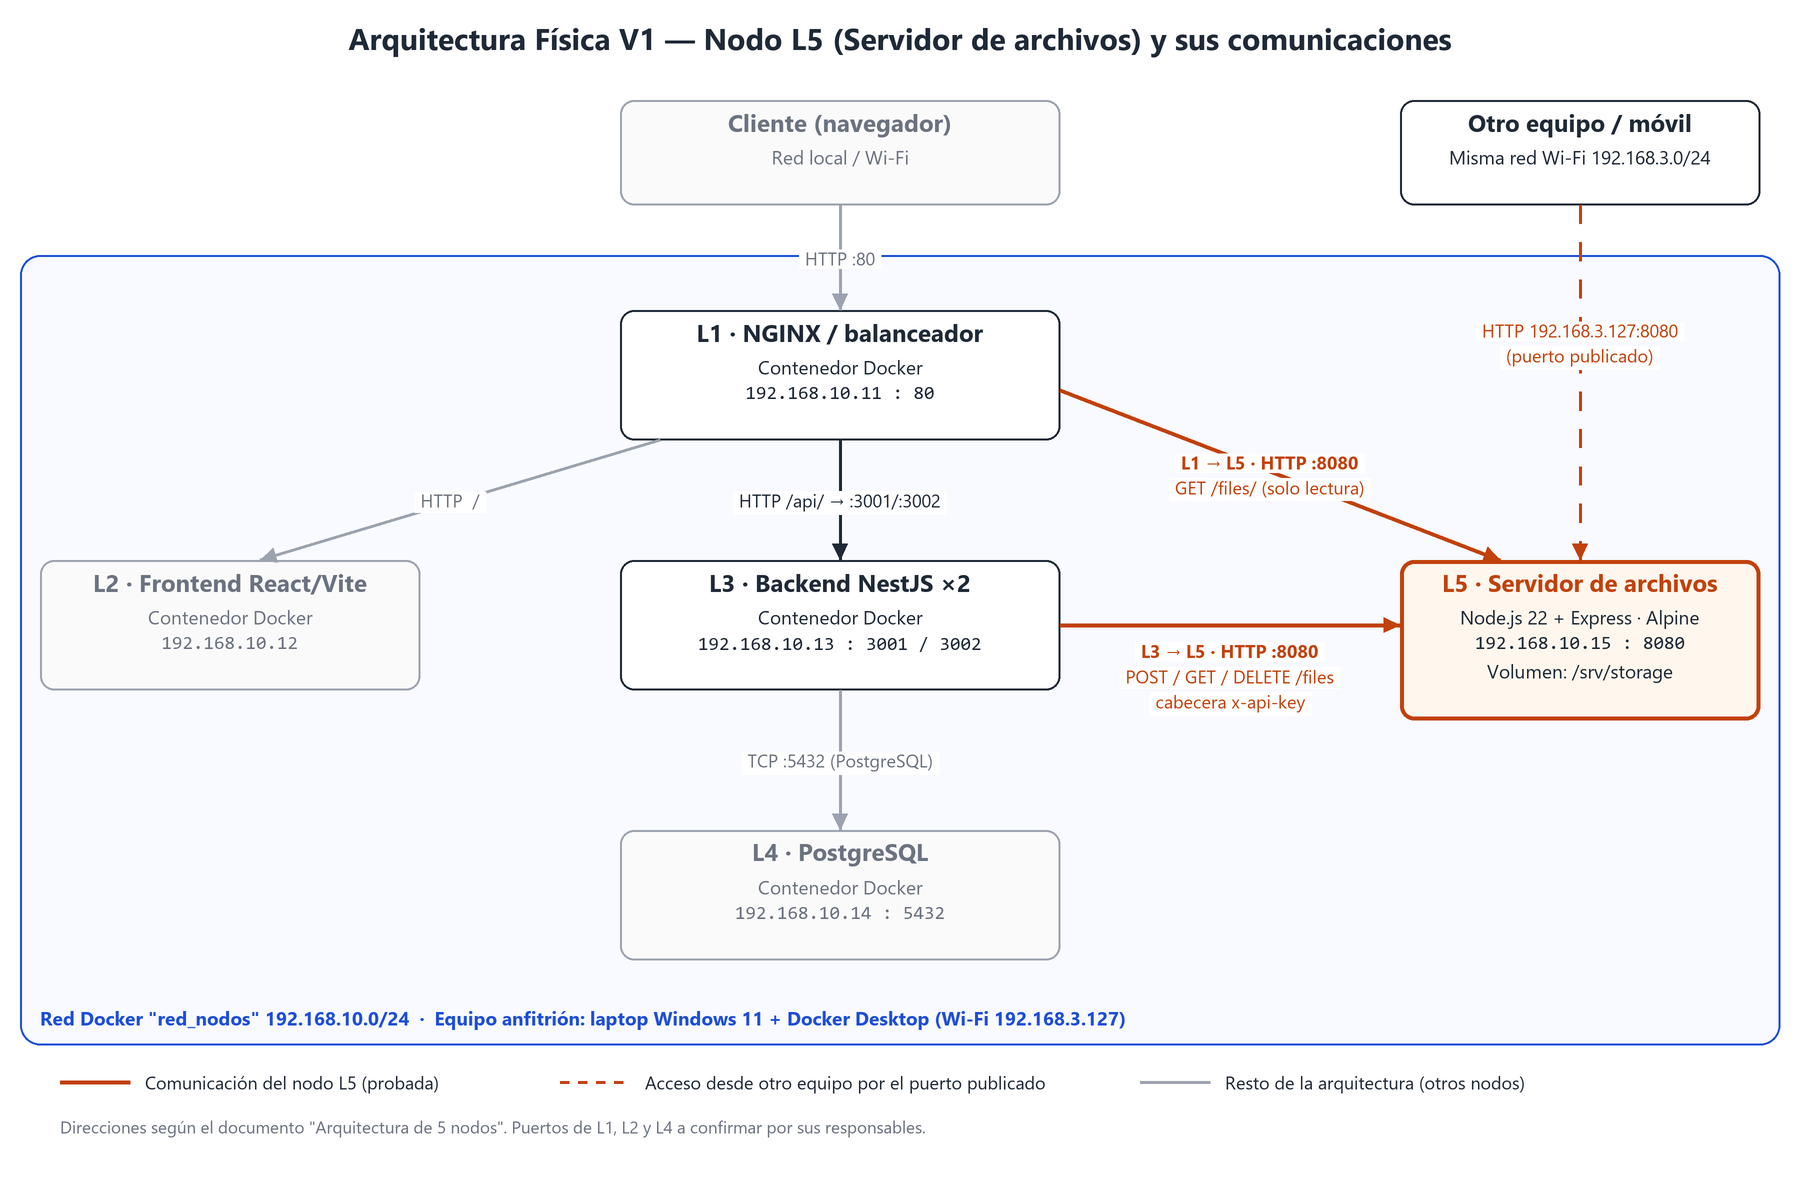 Arquitectura Física V1 — Nodo L5 (Servidor de archivos) y sus comunicaciones
Cliente (navegador)
Red local / Wi-Fi
Otro equipo / móvil
Misma red Wi-Fi 192.168.3.0/24
HTTP :80
L1 · NGINX / balanceador
Contenedor Docker
192.168.10.11 : 80
HTTP 192.168.3.127:8080
(puerto publicado)
L1 → L5 · HTTP :8080
GET /files/ (solo lectura)
HTTP /
HTTP /api/ → :3001/:3002
L2 · Frontend React/Vite
Contenedor Docker
192.168.10.12
L3 · Backend NestJS ×2
Contenedor Docker
192.168.10.13 : 3001 / 3002
L5 · Servidor de archivos
Node.js 22 + Express · Alpine
192.168.10.15 : 8080
Volumen: /srv/storage
L3 → L5 · HTTP :8080
POST / GET / DELETE /files
cabecera x-api-key
TCP :5432 (PostgreSQL)
L4 · PostgreSQL
Contenedor Docker
192.168.10.14 : 5432
Red Docker "red_nodos" 192.168.10.0/24 · Equipo anfitrión: laptop Windows 11 + Docker Desktop (Wi-Fi 192.168.3.127)
Comunicación del nodo L5 (probada)
Acceso desde otro equipo por el puerto publicado
Resto de la arquitectura (otros nodos)
Direcciones según el documento "Arquitectura de 5 nodos". Puertos de L1, L2 y L4 a confirmar por sus responsables.